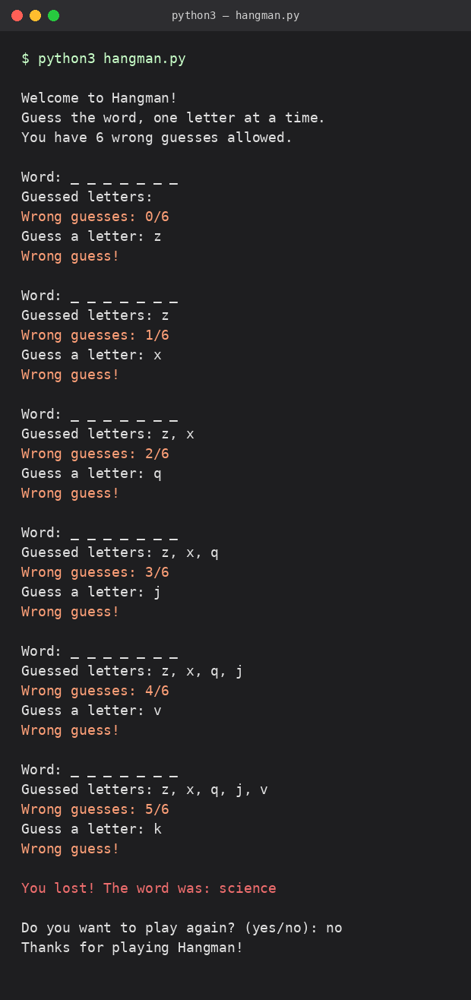 python3 — hangman.py
$ python3 hangman.py
Welcome to Hangman!
Guess the word, one letter at a time.
You have 6 wrong guesses allowed.
Word: _ _ _ _ _ _ _
Guessed letters:
Wrong guesses: 0/6
Guess a letter: z
Wrong guess!
Word: _ _ _ _ _ _ _
Guessed letters: z
Wrong guesses: 1/6
Guess a letter: x
Wrong guess!
Word: _ _ _ _ _ _ _
Guessed letters: z, x
Wrong guesses: 2/6
Guess a letter: q
Wrong guess!
Word: _ _ _ _ _ _ _
Guessed letters: z, x, q
Wrong guesses: 3/6
Guess a letter: j
Wrong guess!
Word: _ _ _ _ _ _ _
Guessed letters: z, x, q, j
Wrong guesses: 4/6
Guess a letter: v
Wrong guess!
Word: _ _ _ _ _ _ _
Guessed letters: z, x, q, j, v
Wrong guesses: 5/6
Guess a letter: k
Wrong guess!
You lost! The word was: science
Do you want to play again? (yes/no): no
Thanks for playing Hangman!